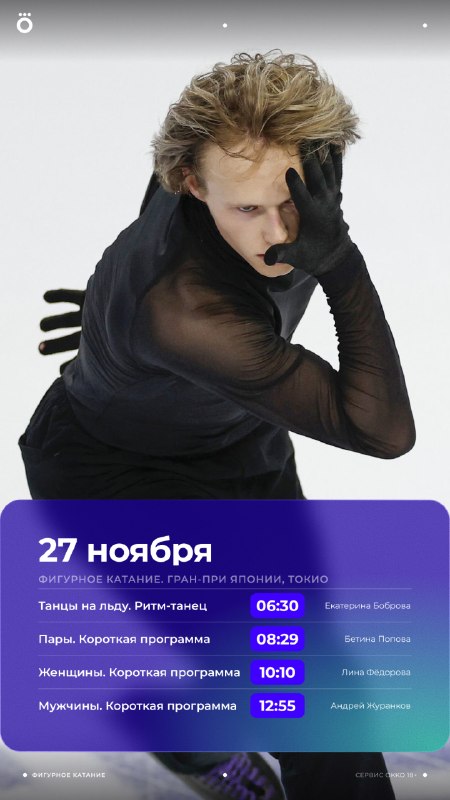 Ö
27 ноября
ФИГУРНОЕ КАТАНИЕ. ГРАН-ПРИ ЯПОНИИ, ТОКИО
Танцы на льду. Ритм-танец 06:30 Екатерина Боброва
Пары. Короткая программа 08:29 Бетина Попова
Женщины. Короткая программа 10:10 Лина Фёдорова
Мужчины. Короткая программа 12:55 Андрей Журанков
ФИГУРНОЕ КАТАНИЕ СЕРВИС ОККО 18+